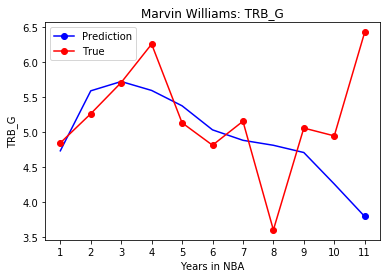 Marvin Williams: TRB_G
Prediction
True
6.5
6.0
5.5
5.0
4.5
4.0
3.5
TRB_G
1 2 3 4 5 6 7 8 9 10 11
Years in NBA